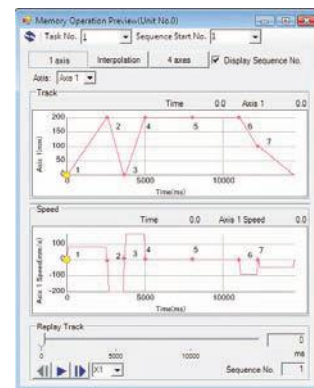 Memory Operation Preview(Unit No.0)
Task No. 1 Sequence Start No. 1
1 axis Interpolation 4 axes Display Sequence No.
Axis: Axis 1
Track
Time 0.0 Axis 1 0.0
200
150
100
50
0
Axis 1(mm)
1 2 3 4 5 6 7
0 5000 10000
Time(ms)
Speed
Time 0.0 Axis 1 Speed 0.0
100
0
-100
Axis 1 Speed(mm/s)
1 2 3 4 5 6 7
0 5000 10000
Time(ms)
Replay Track
0
0 5000 10000 ms
X1 Sequence No. 1